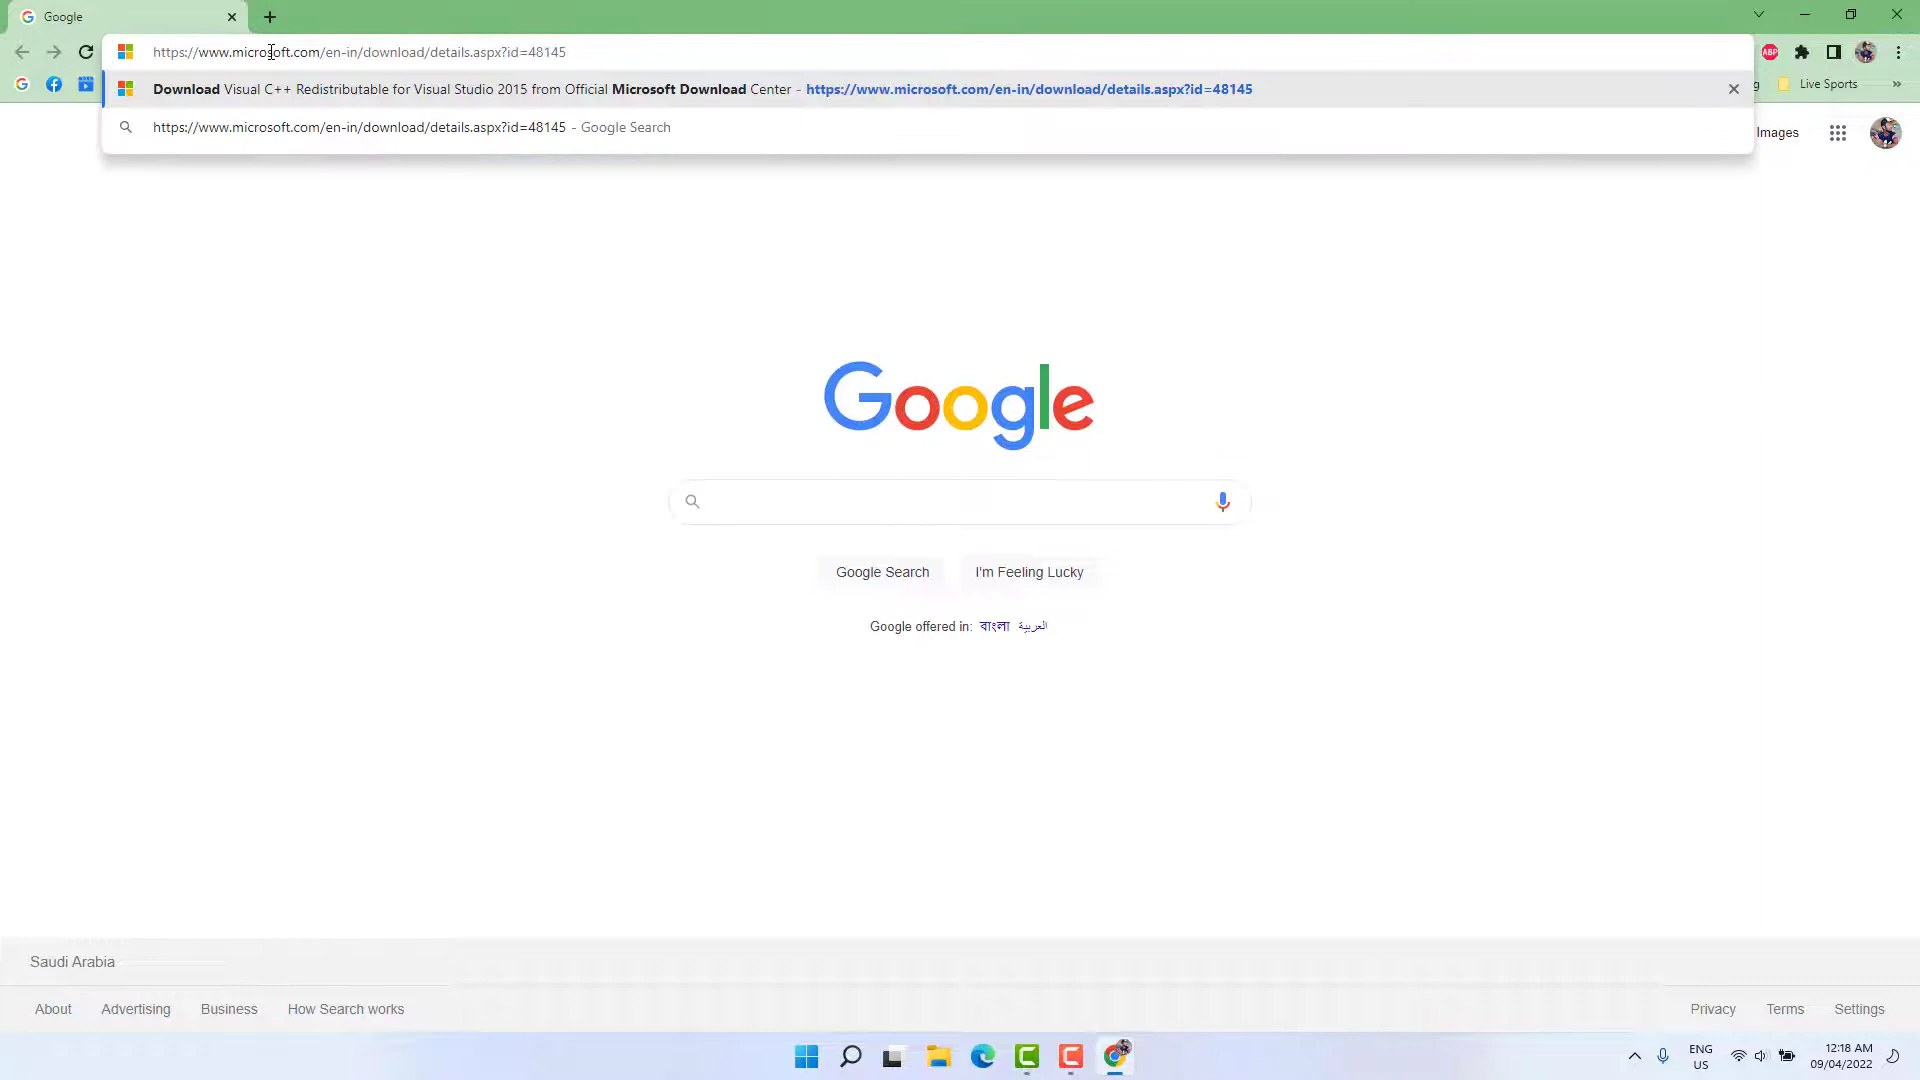 Google
https://www.microsoft.com/en-in/download/details.aspx?id=48145
ABP
Download Visual C++ Redistributable for Visual Studio 2015 from Official Microsoft Download Center - https://www.microsoft.com/en-in/download/details.aspx?id=48145
g
Live Sports
https://www.microsoft.com/en-in/download/details.aspx?id=48145 - Google Search
Images
Google
Google Search
I'm Feeling Lucky
Google offered in: বাংলা العربية
Saudi Arabia
About
Advertising
Business
How Search works
Privacy
Terms
Settings
ENG
US
12:18 AM
09/04/2022